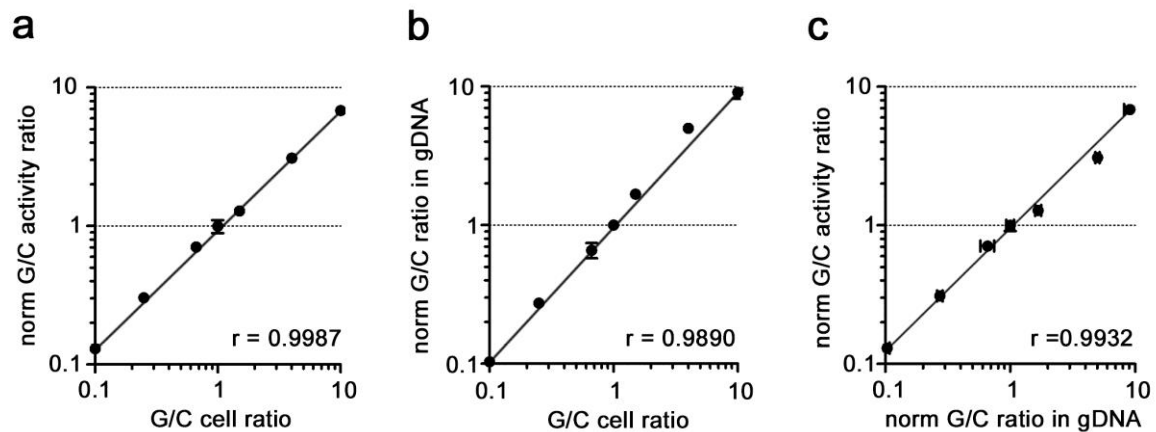 a
norm G/C activity ratio
10
1
0.1
0.1
1
10
r = 0.9987
G/C cell ratio
b
norm G/C ratio in gDNA
10
1
0.1
0.1
1
10
r =0.9890
G/C cell ratio
c
norm G/C activity ratio
10
1
0.1
0.1
1
10
r =0.9932
norm G/C ratio in gDNA